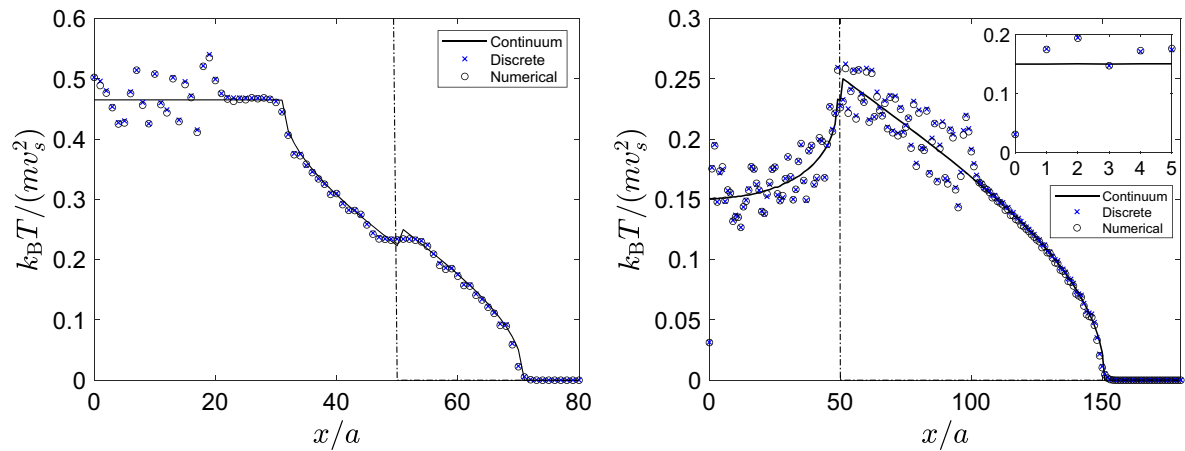 0.6
0.5
0.4
0.3
0.2
0.1
0
0 20 40 60 80
x/a
k_B T/(mv_s^2)
Continuum
Discrete
Numerical
0.3
0.25
0.2
0.15
0.1
0.05
0
0 50 100 150
x/a
k_B T/(mv_s^2)
0.2
0.1
0
0 1 2 3 4 5
Continuum
Discrete
Numerical